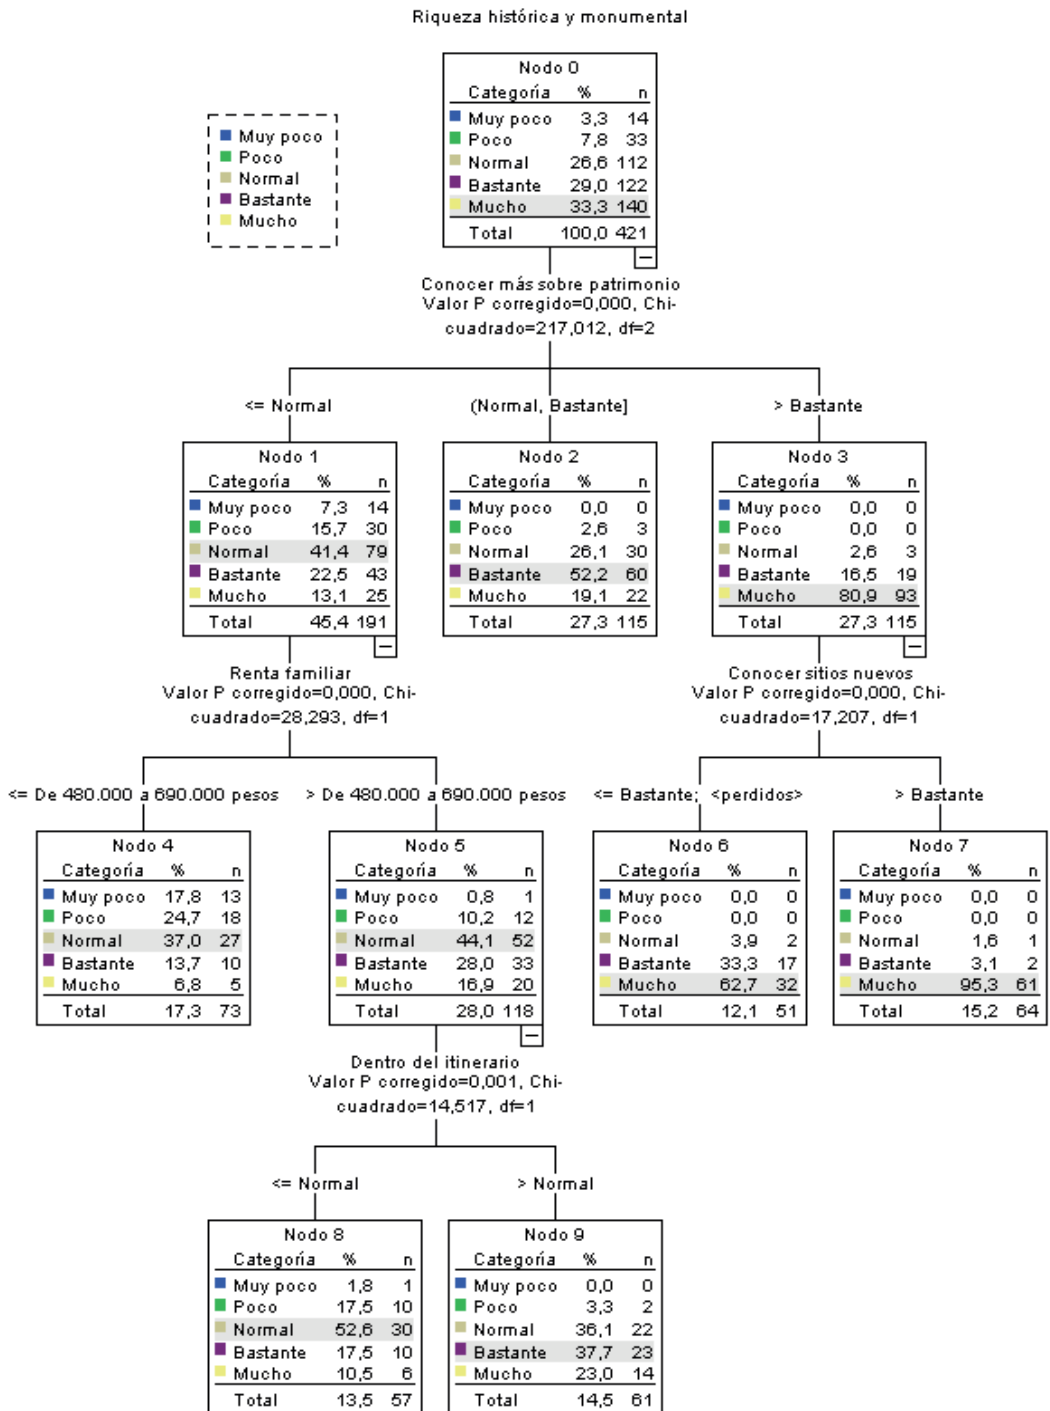 Riqueza histórica y monumental
Nodo 0
Categoría % n
Muy poco 3,3 14
Poco 7,8 33
Normal 26,6 112
Bastante 29,0 122
Mucho 33,3 140
Total 100,0 421
Muy poco
Poco
Normal
Bastante
Mucho
Conocer más sobre patrimonio
Valor P corregido=0,000, Chi-
cuadrado=217,012, df=2
<= Normal
(Normal, Bastante]
> Bastante
Nodo 1
Categoría % n
Muy poco 7,3 14
Poco 15,7 30
Normal 41,4 79
Bastante 22,5 43
Mucho 13,1 25
Total 45,4 191
Nodo 2
Categoría % n
Muy poco 0,0 0
Poco 2,6 3
Normal 26,1 30
Bastante 52,2 60
Mucho 19,1 22
Total 27,3 115
Nodo 3
Categoría % n
Muy poco 0,0 0
Poco 0,0 0
Normal 2,6 3
Bastante 16,5 19
Mucho 80,9 93
Total 27,3 115
Renta familiar
Valor P corregido=0,000, Chi-
cuadrado=28,293, df=1
Conocer sitios nuevos
Valor P corregido=0,000, Chi-
cuadrado=17,207, df=1
<= De 480.000 a 690.000 pesos
> De 480.000 a 690.000 pesos
<= Bastante; <perdidos>
> Bastante
Nodo 4
Categoría % n
Muy poco 17,8 13
Poco 24,7 18
Normal 37,0 27
Bastante 13,7 10
Mucho 6,8 5
Total 17,3 73
Nodo 5
Categoría % n
Muy poco 0,8 1
Poco 10,2 12
Normal 44,1 52
Bastante 28,0 33
Mucho 16,9 20
Total 28,0 118
Nodo 6
Categoría % n
Muy poco 0,0 0
Poco 0,0 0
Normal 3,9 2
Bastante 33,3 17
Mucho 62,7 32
Total 12,1 51
Nodo 7
Categoría % n
Muy poco 0,0 0
Poco 0,0 0
Normal 1,6 1
Bastante 3,1 2
Mucho 95,3 61
Total 15,2 64
Dentro del itinerario
Valor P corregido=0,001, Chi-
cuadrado=14,517, df=1
<= Normal
> Normal
Nodo 8
Categoría % n
Muy poco 1,8 1
Poco 17,5 10
Normal 52,6 30
Bastante 17,5 10
Mucho 10,5 6
Total 13,5 57
Nodo 9
Categoría % n
Muy poco 0,0 0
Poco 3,3 2
Normal 36,1 22
Bastante 37,7 23
Mucho 23,0 14
Total 14,5 61